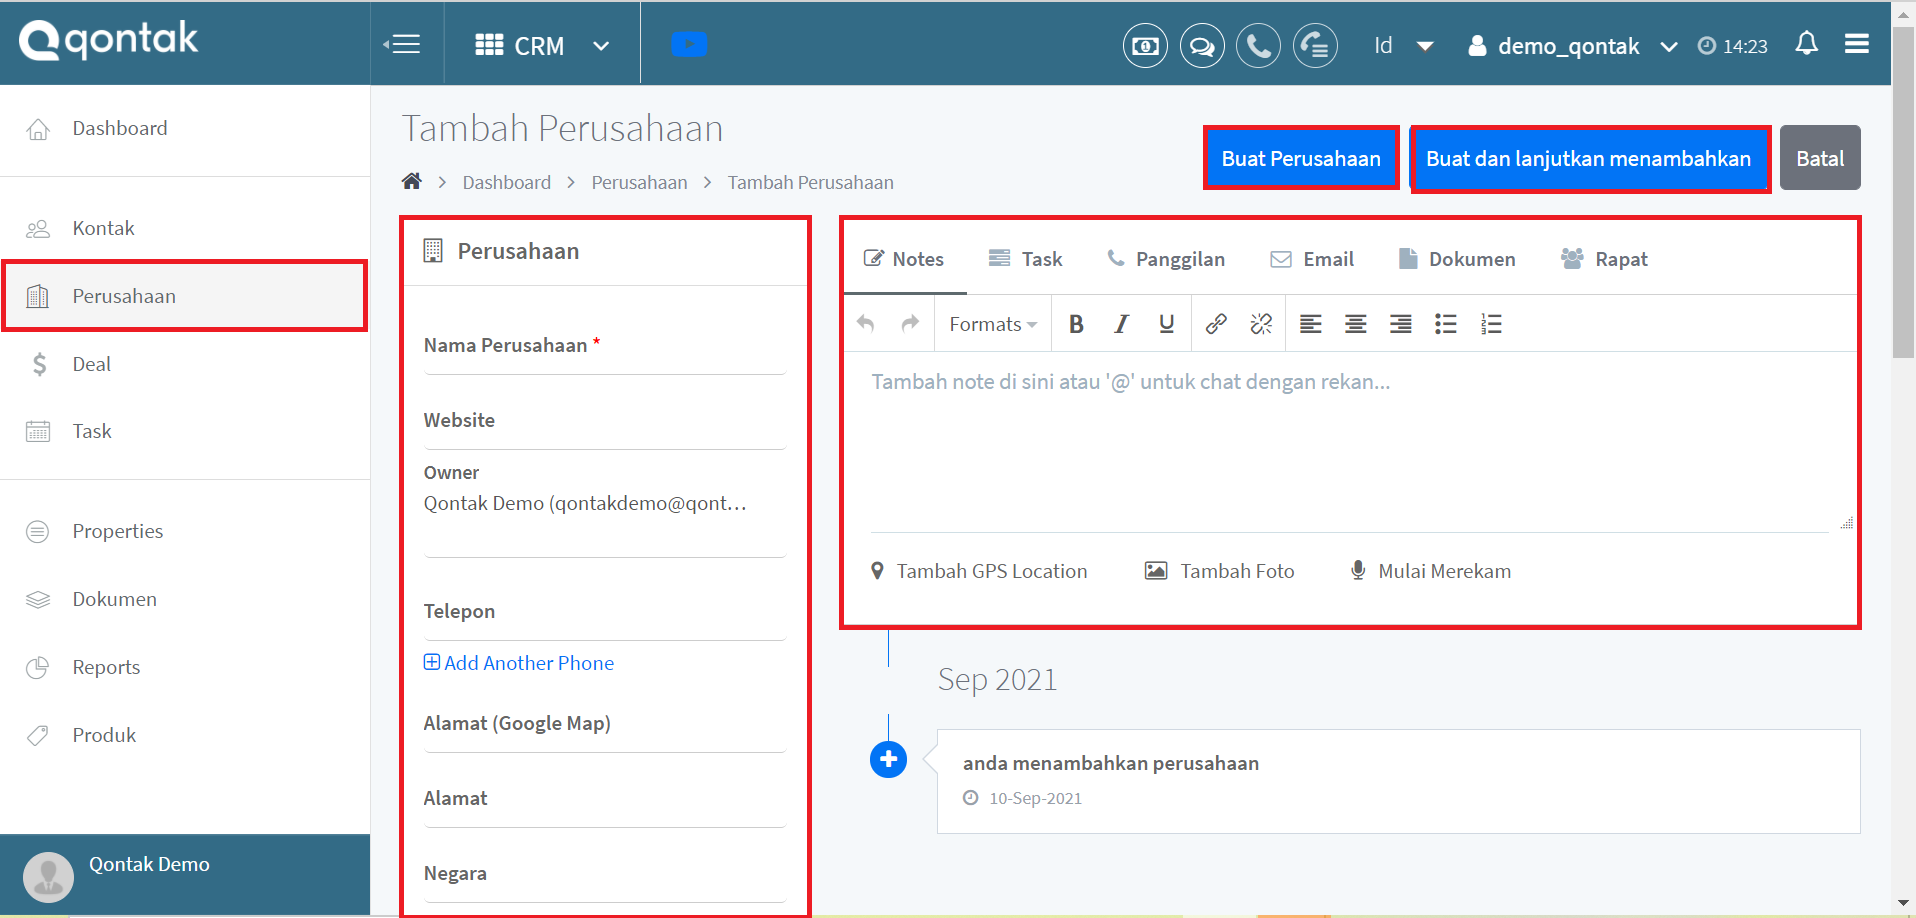 qontak
CRM
Id
demo_qontak
14:23
Dashboard
Kontak
Perusahaan
Deal
Task
Properties
Dokumen
Reports
Produk
Qontak Demo
Tambah Perusahaan
Dashboard > Perusahaan > Tambah Perusahaan
Buat Perusahaan
Buat dan lanjutkan menambahkan
Batal
Perusahaan
Nama Perusahaan *
Website
Owner
Qontak Demo (qontakdemo@qont...
Telepon
Add Another Phone
Alamat (Google Map)
Alamat
Negara
Notes Task Panggilan Email Dokumen Rapat
Formats B I U
Tambah note di sini atau '@' untuk chat dengan rekan...
Tambah GPS Location Tambah Foto Mulai Merekam
Sep 2021
anda menambahkan perusahaan
10-Sep-2021